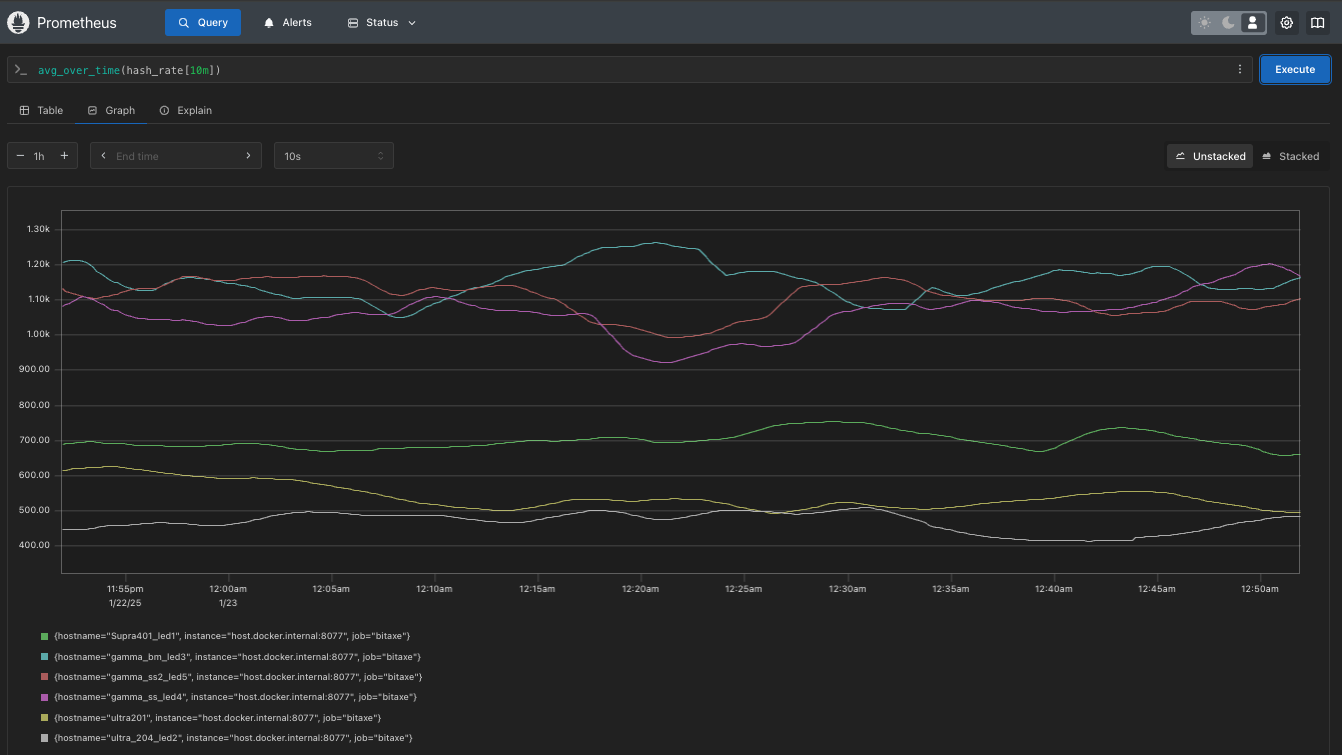 Prometheus Query Alerts Status
avg_over_time(hash_rate[10m]) Execute
Table Graph Explain
1h End time 10s Unstacked Stacked
1.30k
1.20k
1.10k
1.00k
900.00
800.00
700.00
600.00
500.00
400.00
11:55pm 12:00am 12:05am 12:10am 12:15am 12:20am 12:25am 12:30am 12:35am 12:40am 12:45am 12:50am
1/22/25 1/23
{hostname="Supra401_led1", instance="host.docker.internal:8077", job="bitaxe"}
{hostname="gamma_bm_led3", instance="host.docker.internal:8077", job="bitaxe"}
{hostname="gamma_ss2_led5", instance="host.docker.internal:8077", job="bitaxe"}
{hostname="gamma_ss_led4", instance="host.docker.internal:8077", job="bitaxe"}
{hostname="ultra201", instance="host.docker.internal:8077", job="bitaxe"}
{hostname="ultra_204_led2", instance="host.docker.internal:8077", job="bitaxe"}